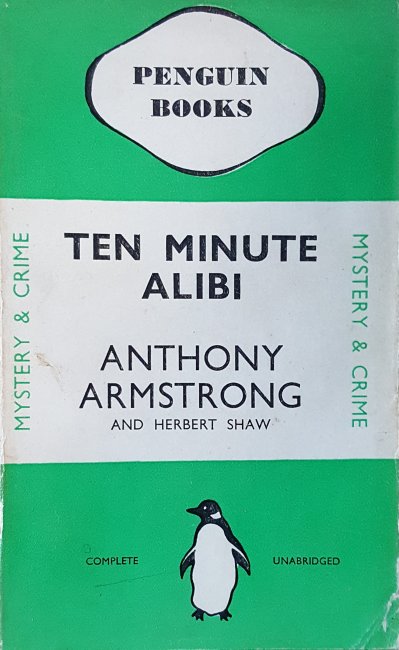 PENGUIN
BOOKS
TEN MINUTE
ALIBI
ANTHONY
ARMSTRONG
AND HERBERT SHAW
MYSTERY & CRIME
MYSTERY & CRIME
COMPLETE
UNABRIDGED